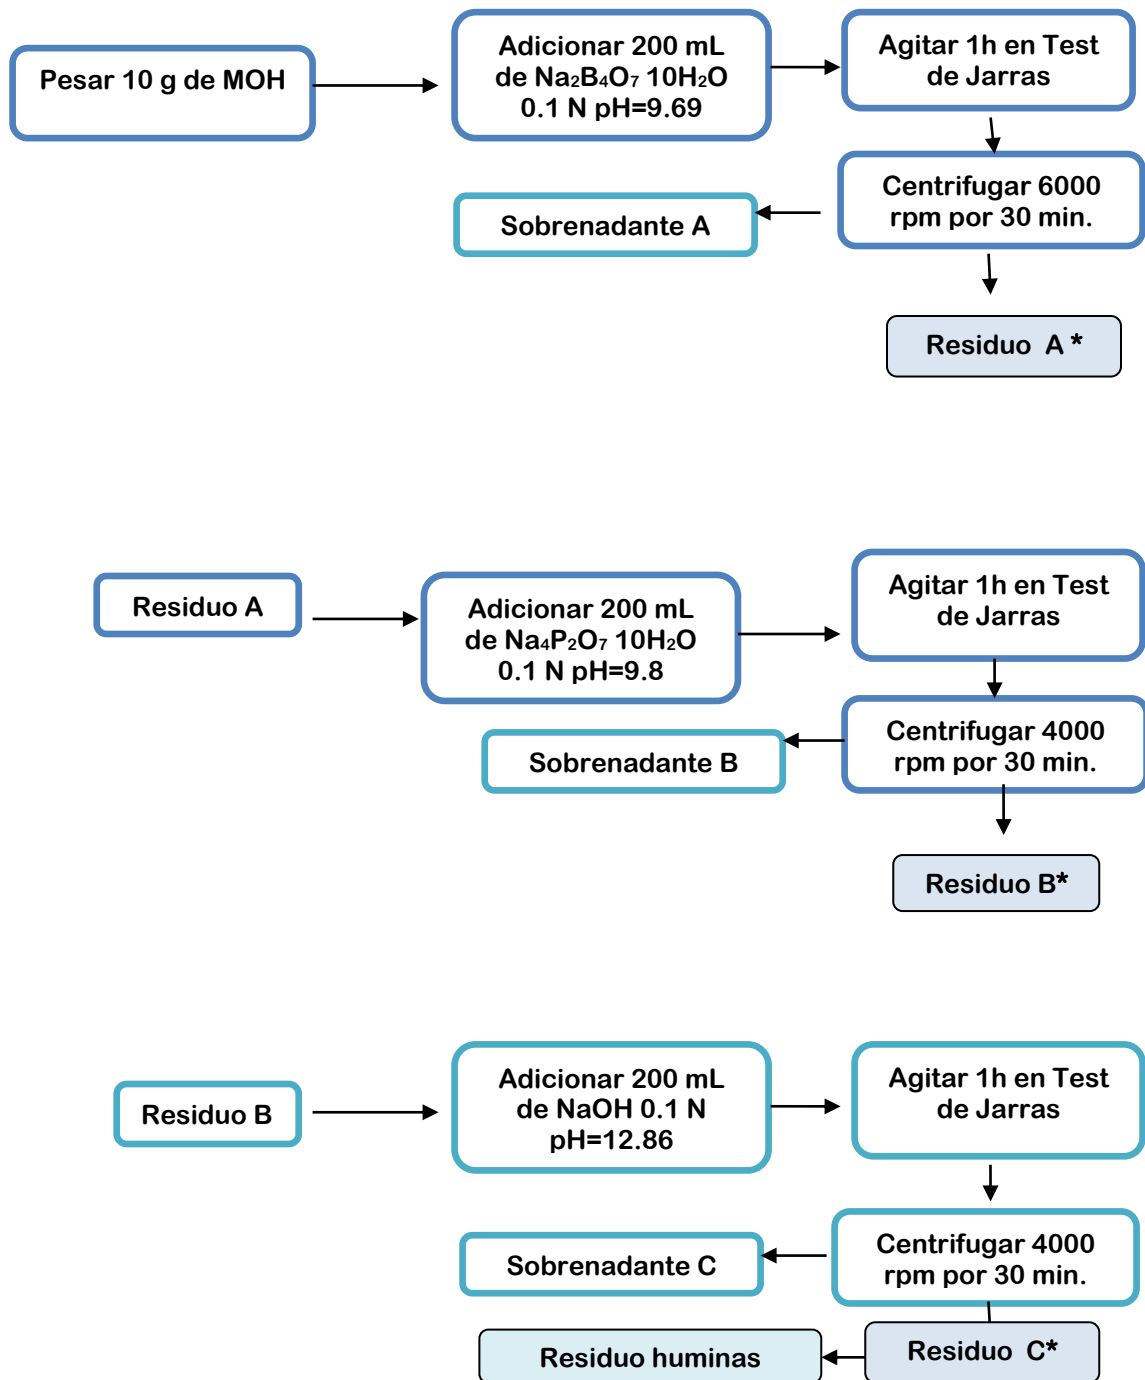 Pesar 10 g de MOH
Adicionar 200 mL
de Na₂B₄O₇ 10H₂O
0.1 N pH=9.69
Agitar 1h en Test
de Jarras
Centrifugar 6000
rpm por 30 min.
Sobrenadante A
Residuo A *
Residuo A
Adicionar 200 mL
de Na₄P₂O₇ 10H₂O
0.1 N pH=9.8
Agitar 1h en Test
de Jarras
Centrifugar 4000
rpm por 30 min.
Sobrenadante B
Residuo B*
Residuo B
Adicionar 200 mL
de NaOH 0.1 N
pH=12.86
Agitar 1h en Test
de Jarras
Centrifugar 4000
rpm por 30 min.
Sobrenadante C
Residuo C*
Residuo huminas